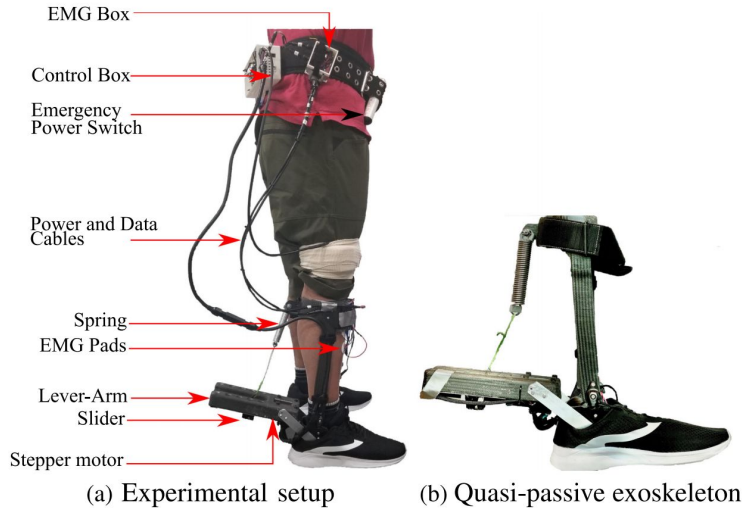 EMG Box
Control Box
Emergency
Power Switch
Power and Data
Cables
Spring
EMG Pads
Lever-Arm
Slider
Stepper motor
(a) Experimental setup
(b) Quasi-passive exoskeleton